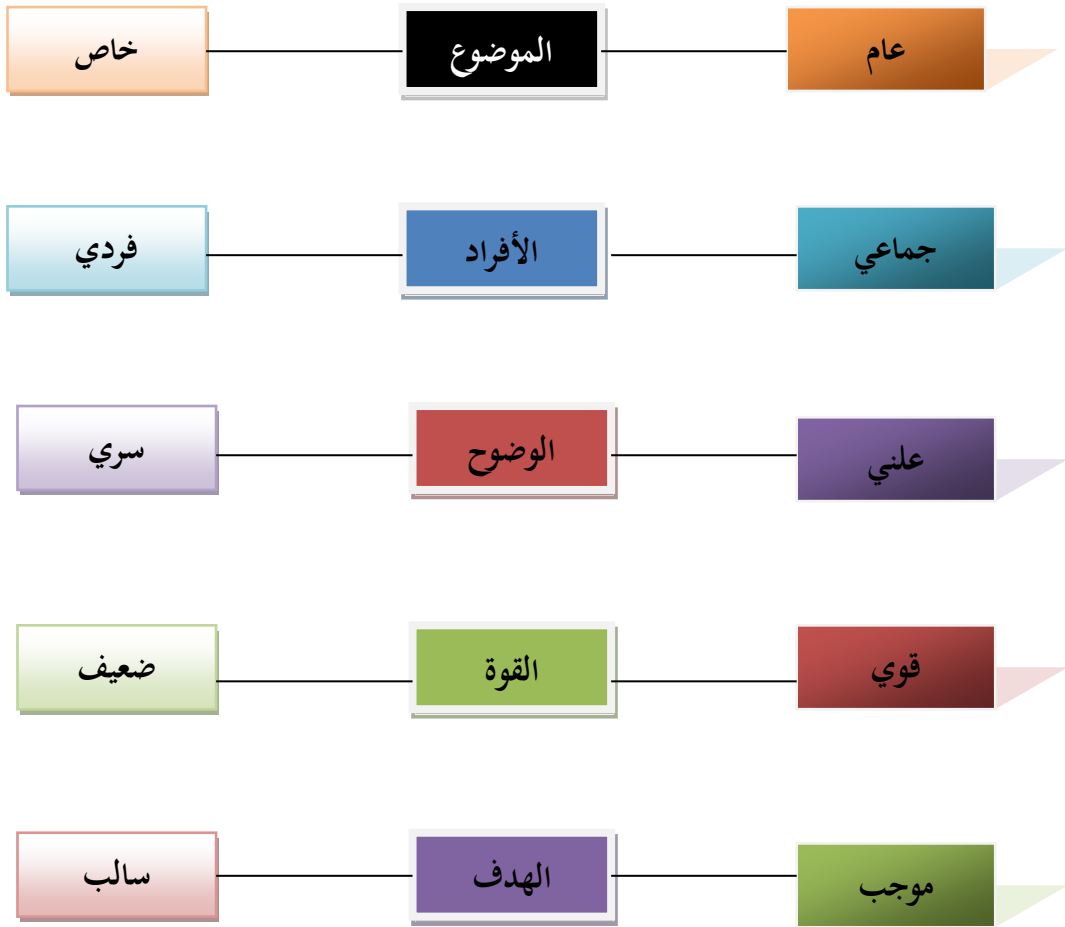 عام الموضوع خاص
جماعي الأفراد فردي
علني الوضوح سري
قوي القوة ضعيف
موجب الهدف سالب